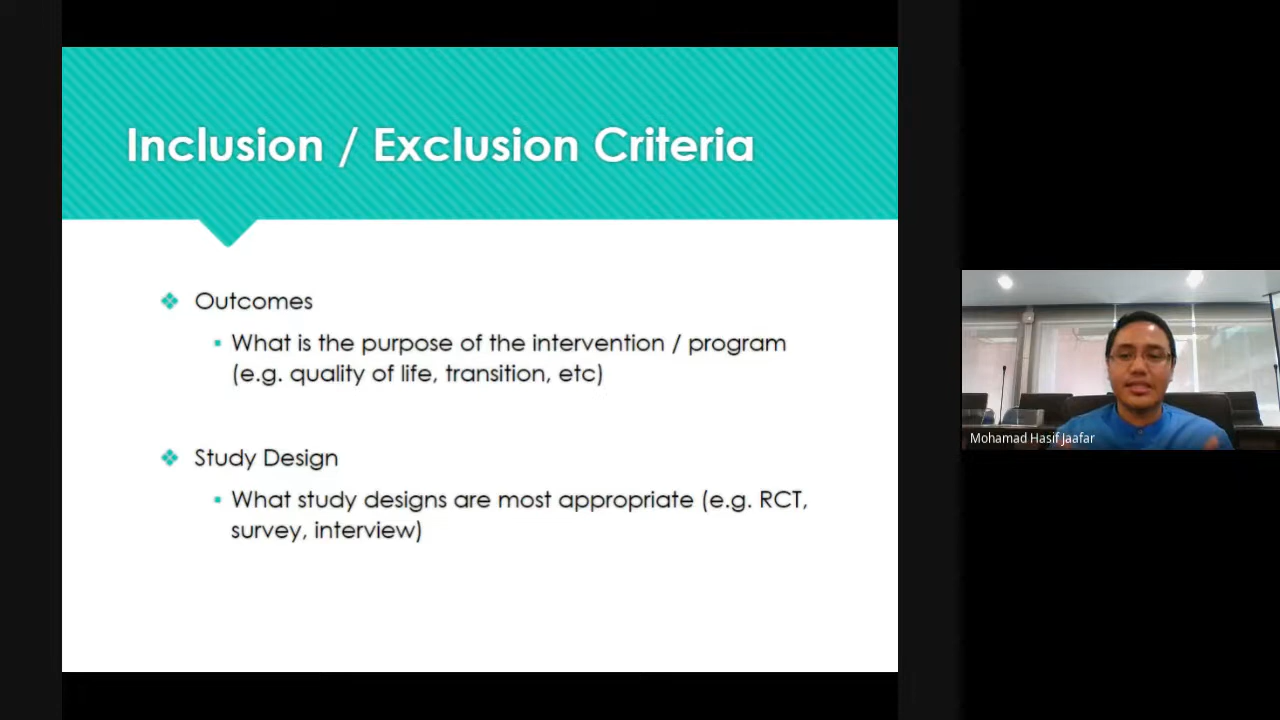 Inclusion / Exclusion Criteria
Outcomes
What is the purpose of the intervention / program
(e.g. quality of life, transition, etc)
Study Design
What study designs are most appropriate (e.g. RCT,
survey, interview)
Mohamad Hasif Jaafar